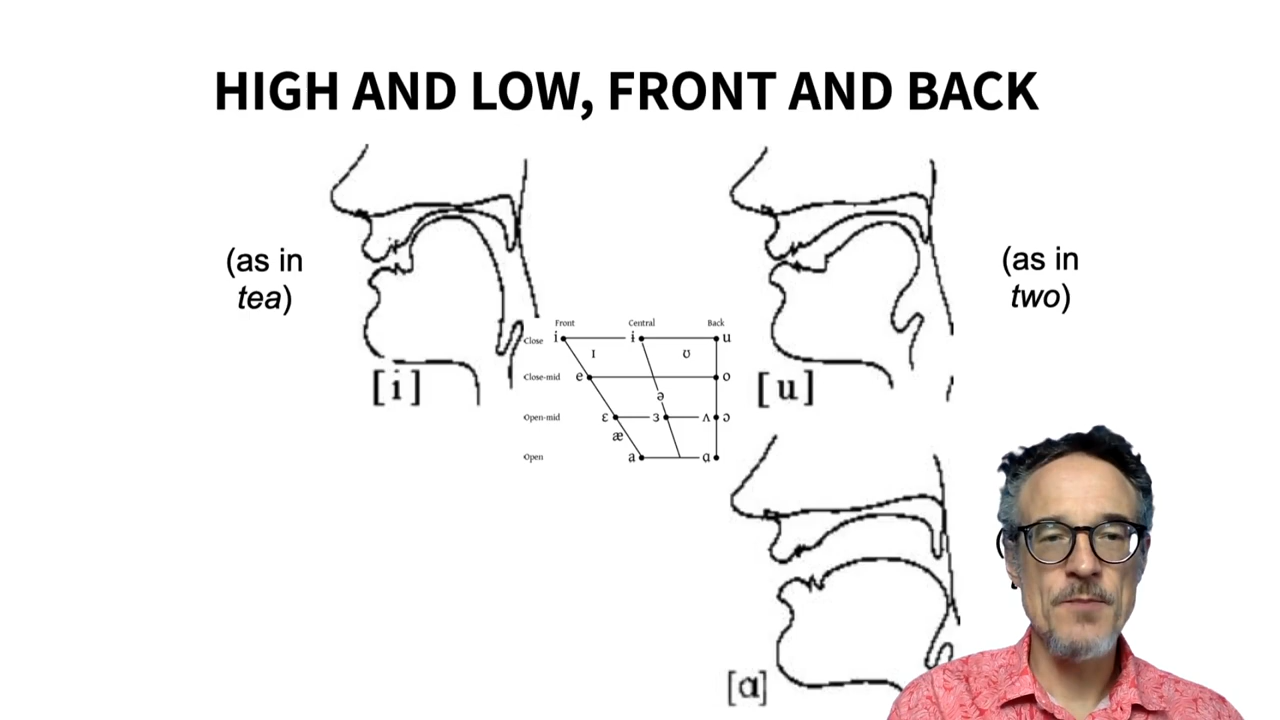 HIGH AND LOW, FRONT AND BACK
(as in
tea)
(as in
two)
Front Central Back
Close i ɨ u
ɪ ʊ
Close-mid e o
ə
Open-mid ɛ ɜ ʌ ɔ
æ
Open a ɑ
[i]
[u]
[ɑ]